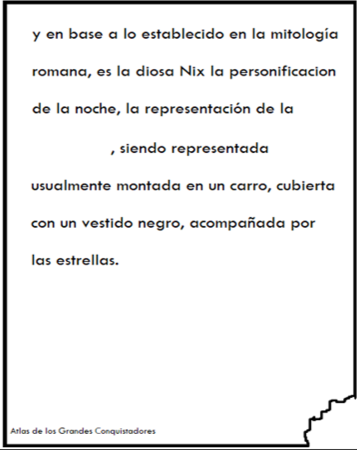 y en base a lo establecido en la mitología
romana, es la diosa Nix la personificacion
de la noche, la representación de la
, siendo representada
usualmente montada en un carro, cubierta
con un vestido negro, acompañada por
las estrellas.
Atlas de los Grandes Conquistadores